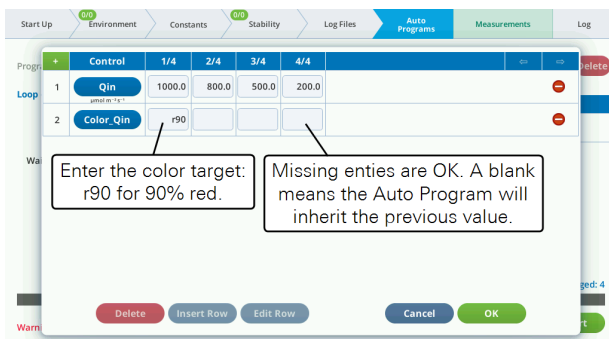 Start Up 0/0 Environment Constants 0/0 Stability Log Files Auto Programs Measurements Log
Delete
+ Control 1/4 2/4 3/4 4/4 ⇦ ⇨
Loop
1 Qin 1000.0 800.0 500.0 200.0
µmol m⁻² s⁻¹
2 Color_Qin r90
Enter the color target:
r90 for 90% red.
Missing enties are OK. A blank
means the Auto Program will
inherit the previous value.
ged: 4
Delete Insert Row Edit Row Cancel OK
Warn